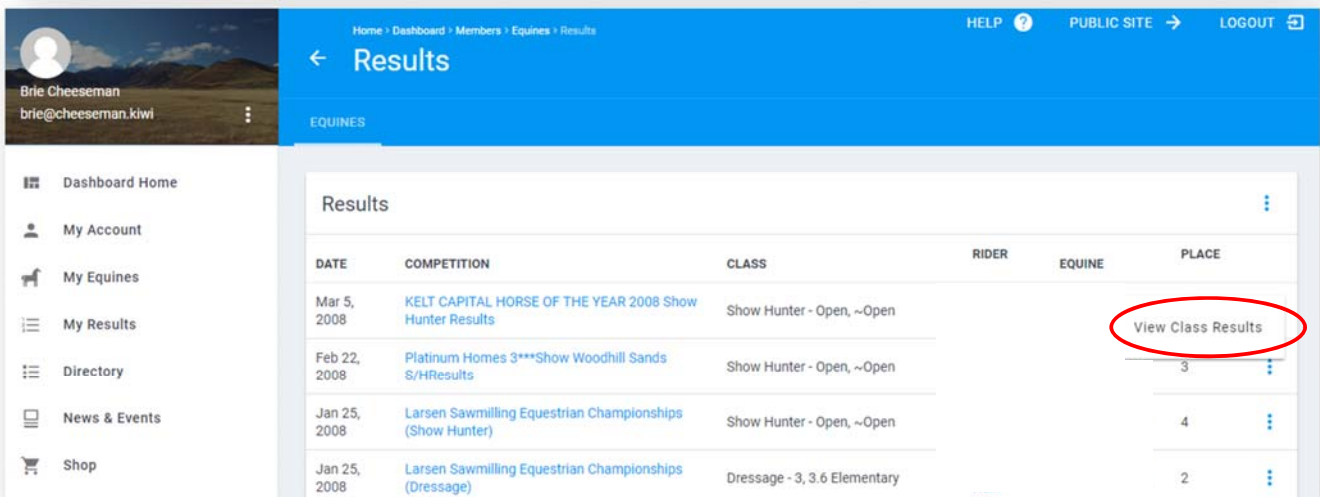 Home > Dashboard > Members > Equines > Results
HELP ?
PUBLIC SITE
LOGOUT
Results
Brie Cheeseman
brie@cheeseman.kiwi
EQUINES
Dashboard Home
My Account
My Equines
My Results
Directory
News & Events
Shop
Results
DATE COMPETITION CLASS RIDER EQUINE PLACE
Mar 5,
2008
KELT CAPITAL HORSE OF THE YEAR 2008 Show
Hunter Results
Show Hunter - Open, ~Open
View Class Results
Feb 22,
2008
Platinum Homes 3***Show Woodhill Sands
S/HResults
Show Hunter - Open, ~Open
3
Jan 25,
2008
Larsen Sawmilling Equestrian Championships
(Show Hunter)
Show Hunter - Open, ~Open
4
Jan 25,
2008
Larsen Sawmilling Equestrian Championships
(Dressage)
Dressage - 3, 3.6 Elementary
2